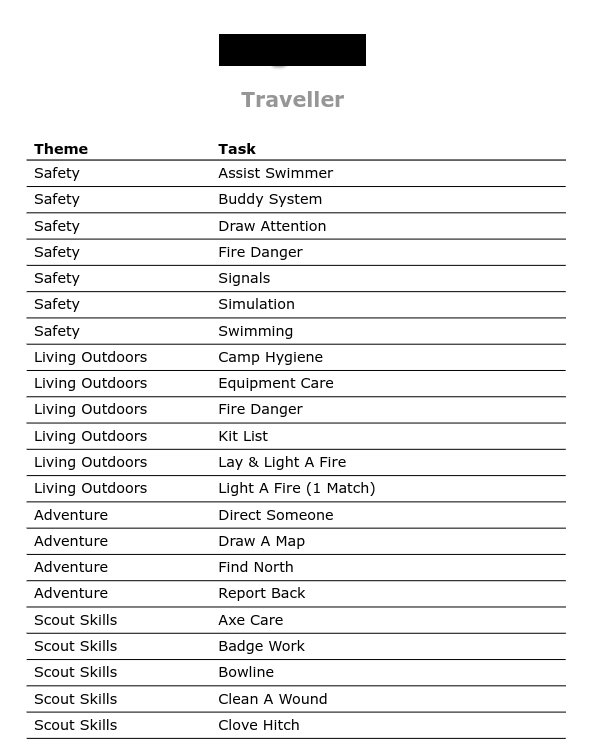 Traveller
Theme Task
Safety Assist Swimmer
Safety Buddy System
Safety Draw Attention
Safety Fire Danger
Safety Signals
Safety Simulation
Safety Swimming
Living Outdoors Camp Hygiene
Living Outdoors Equipment Care
Living Outdoors Fire Danger
Living Outdoors Kit List
Living Outdoors Lay & Light A Fire
Living Outdoors Light A Fire (1 Match)
Adventure Direct Someone
Adventure Draw A Map
Adventure Find North
Adventure Report Back
Scout Skills Axe Care
Scout Skills Badge Work
Scout Skills Bowline
Scout Skills Clean A Wound
Scout Skills Clove Hitch